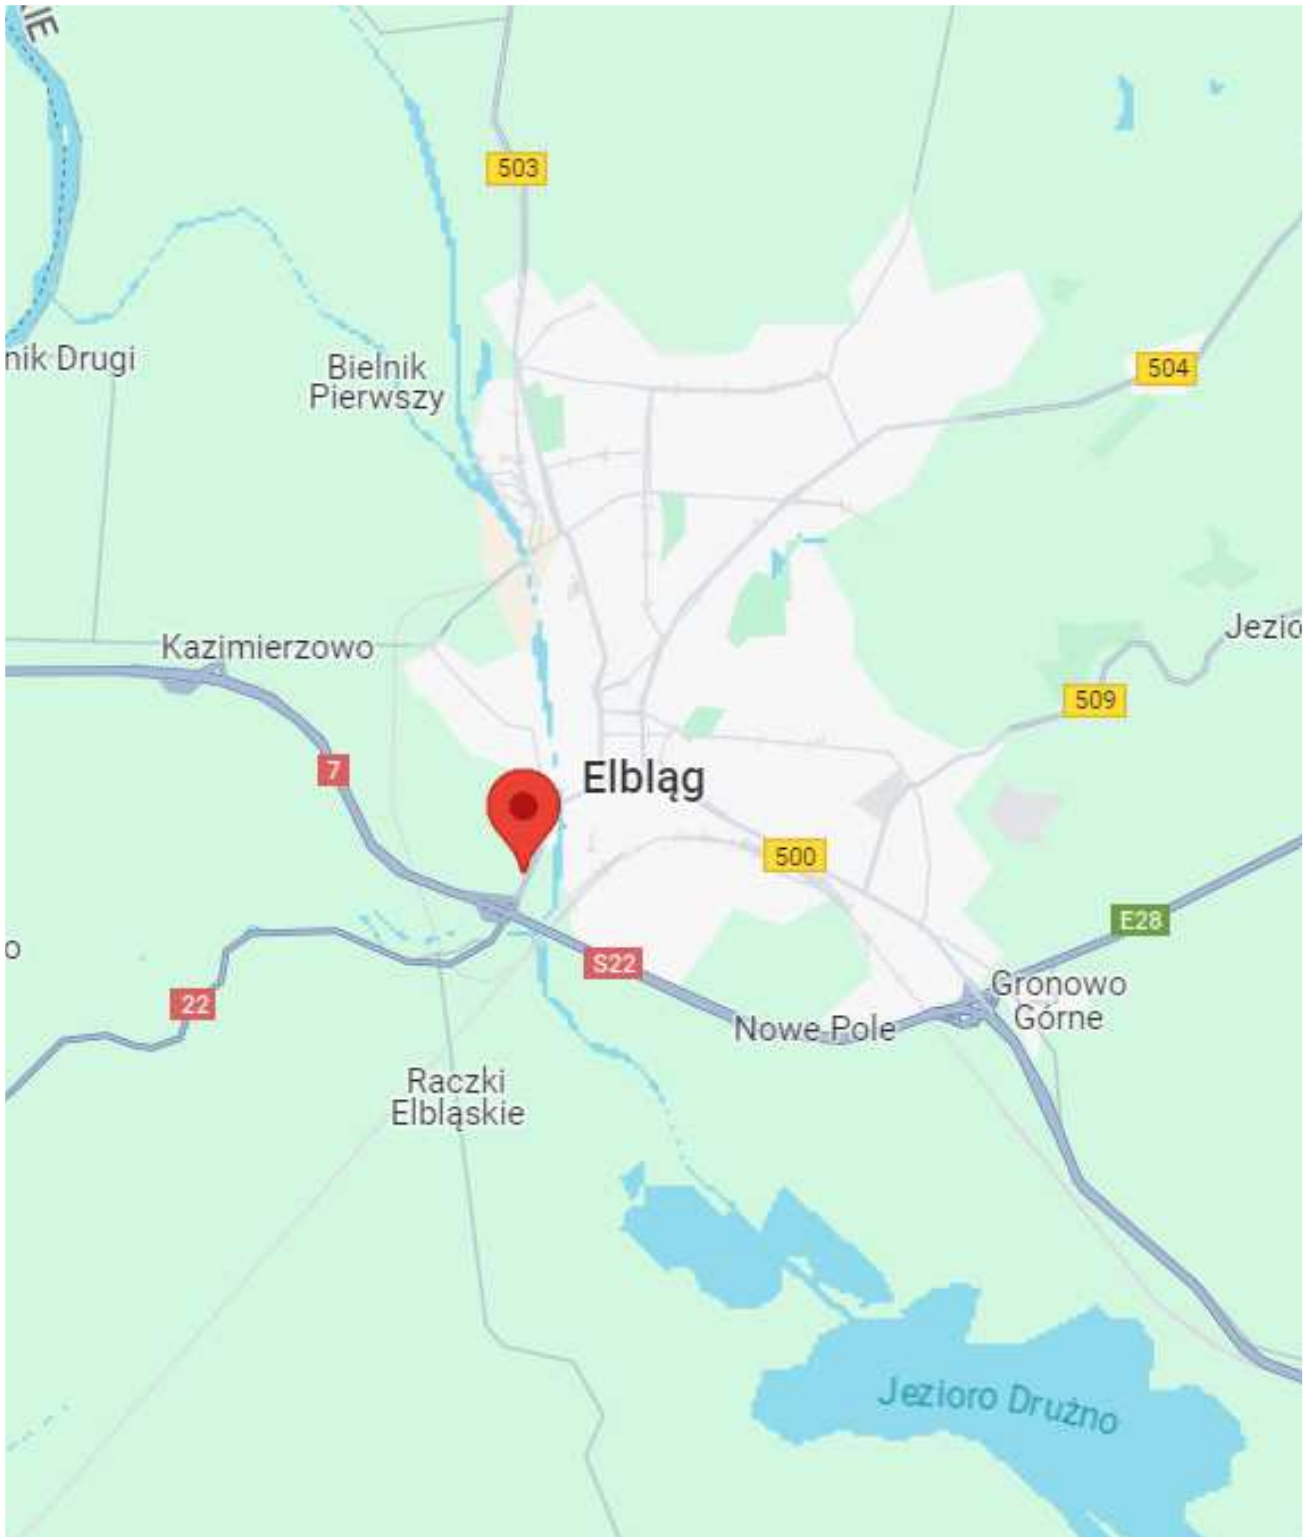 503
nik Drugi
Bielnik
Pierwszy
504
Kazimierzowo
Jezio
509
7
Elbląg
500
E28
S22
22
Gronowo
Górne
Nowe Pole
Raczki
Elbląskie
Jezioro Drużno